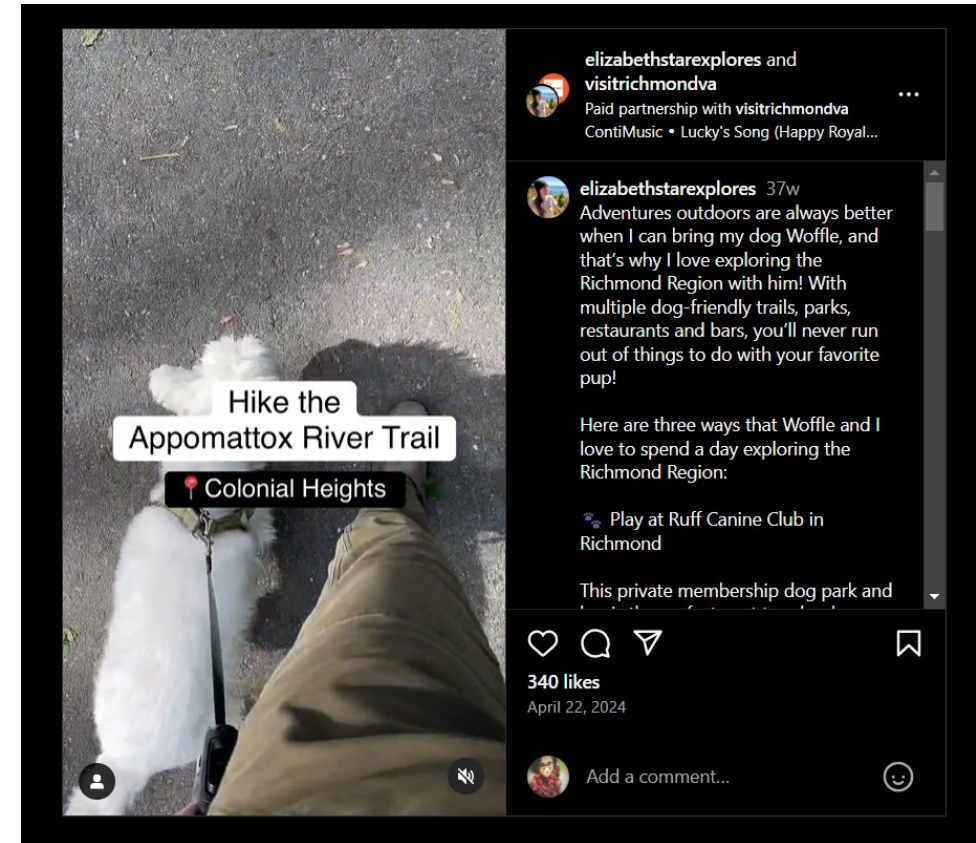 Hike the
Appomattox River Trail
📍Colonial Heights
elizabethstarexplores and
visitrichmondva
Paid partnership with visitrichmondva
ContiMusic • Lucky's Song (Happy Royal...
elizabethstarexplores 37w
Adventures outdoors are always better
when I can bring my dog Woffle, and
that's why I love exploring the
Richmond Region with him! With
multiple dog-friendly trails, parks,
restaurants and bars, you'll never run
out of things to do with your favorite
pup!
Here are three ways that Woffle and I
love to spend a day exploring the
Richmond Region:
🐾 Play at Ruff Canine Club in
Richmond
This private membership dog park and
340 likes
April 22, 2024
Add a comment...